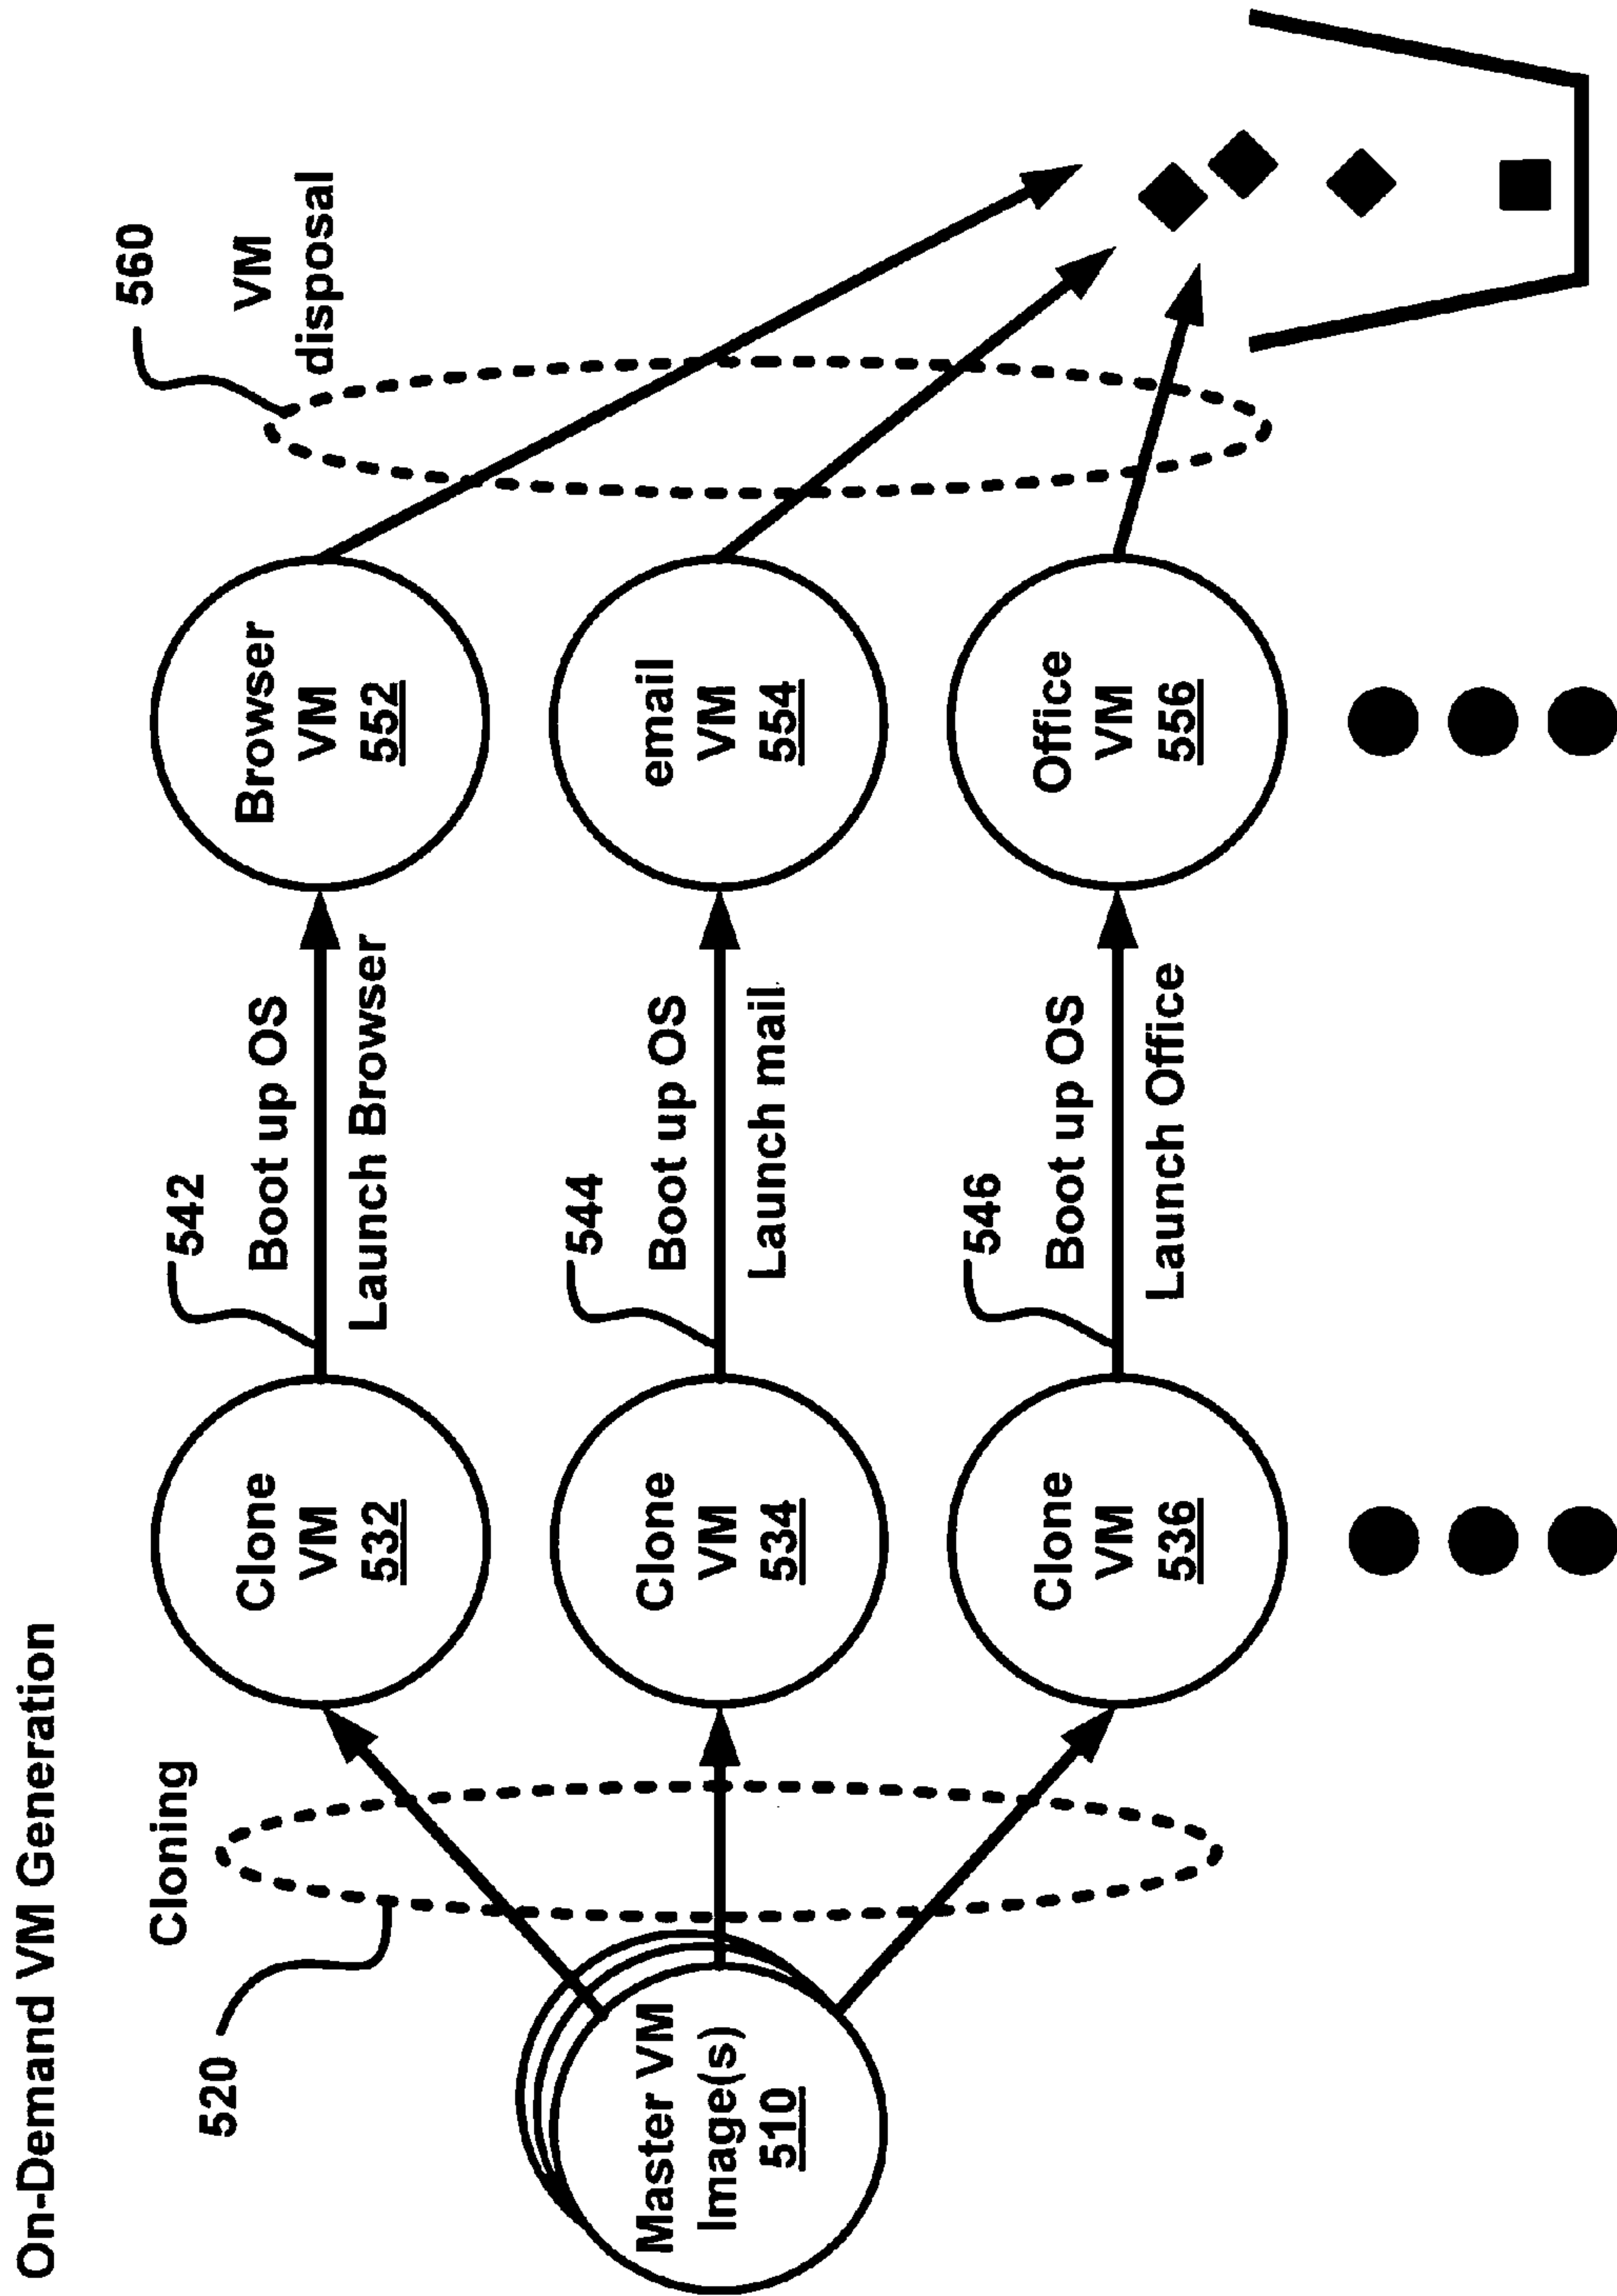 On-Demand VM Generation
520
Cloning
Master VM
Image(s)
510
Clone
VM
532
542
Boot up OS
Launch Browser
Browser
VM
552
Clone
VM
534
544
Boot up OS
Launch mail
email
VM
554
Clone
VM
536
546
Boot up OS
Launch Office
Office
VM
556
560
VM
disposal